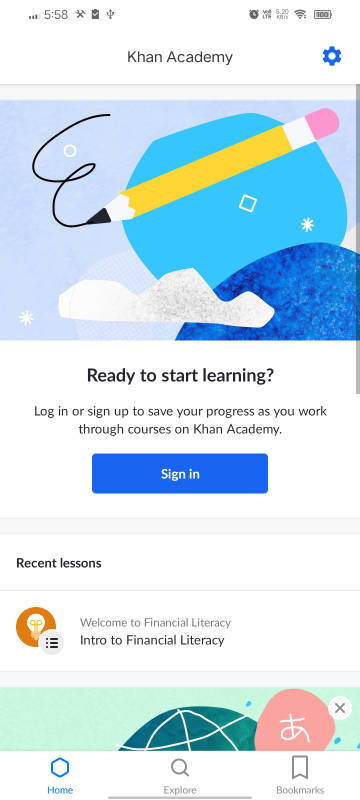 5:58
Vo) LTE 5.20 KB/s 100
Khan Academy
Ready to start learning?
Log in or sign up to save your progress as you work
through courses on Khan Academy.
Sign in
Recent lessons
Welcome to Financial Literacy
Intro to Financial Literacy
あ
Home Explore Bookmarks